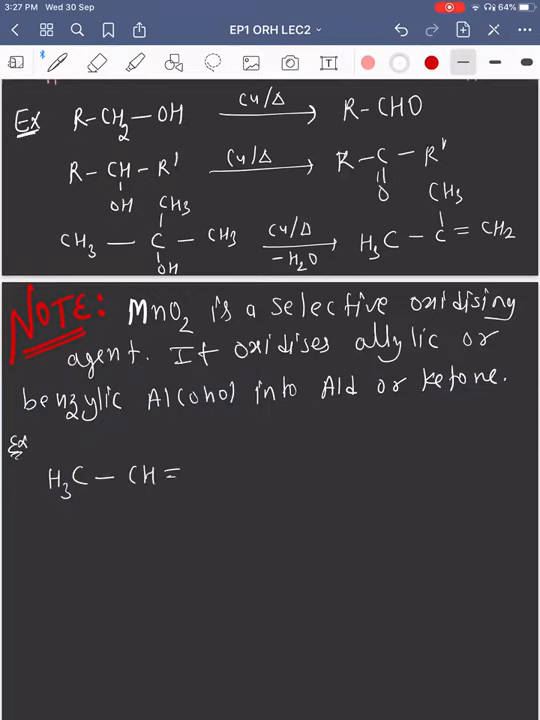 3:27 PM Wed 30 Sep
64%
EP1 ORH LEC2
Ex R-CH2-OH Cu/Δ R-CHO
R-CH-R' Cu/Δ R-C-R'
OH O
CH3 CH3
CH3-C-CH3 Cu/Δ H3C-C=CH2
OH -H2O
NOTE: MnO2 is a selective oxidising
agent. It oxidises allylic or
benzylic Alcohol into Ald or ketone.
Ex
H3C-CH=